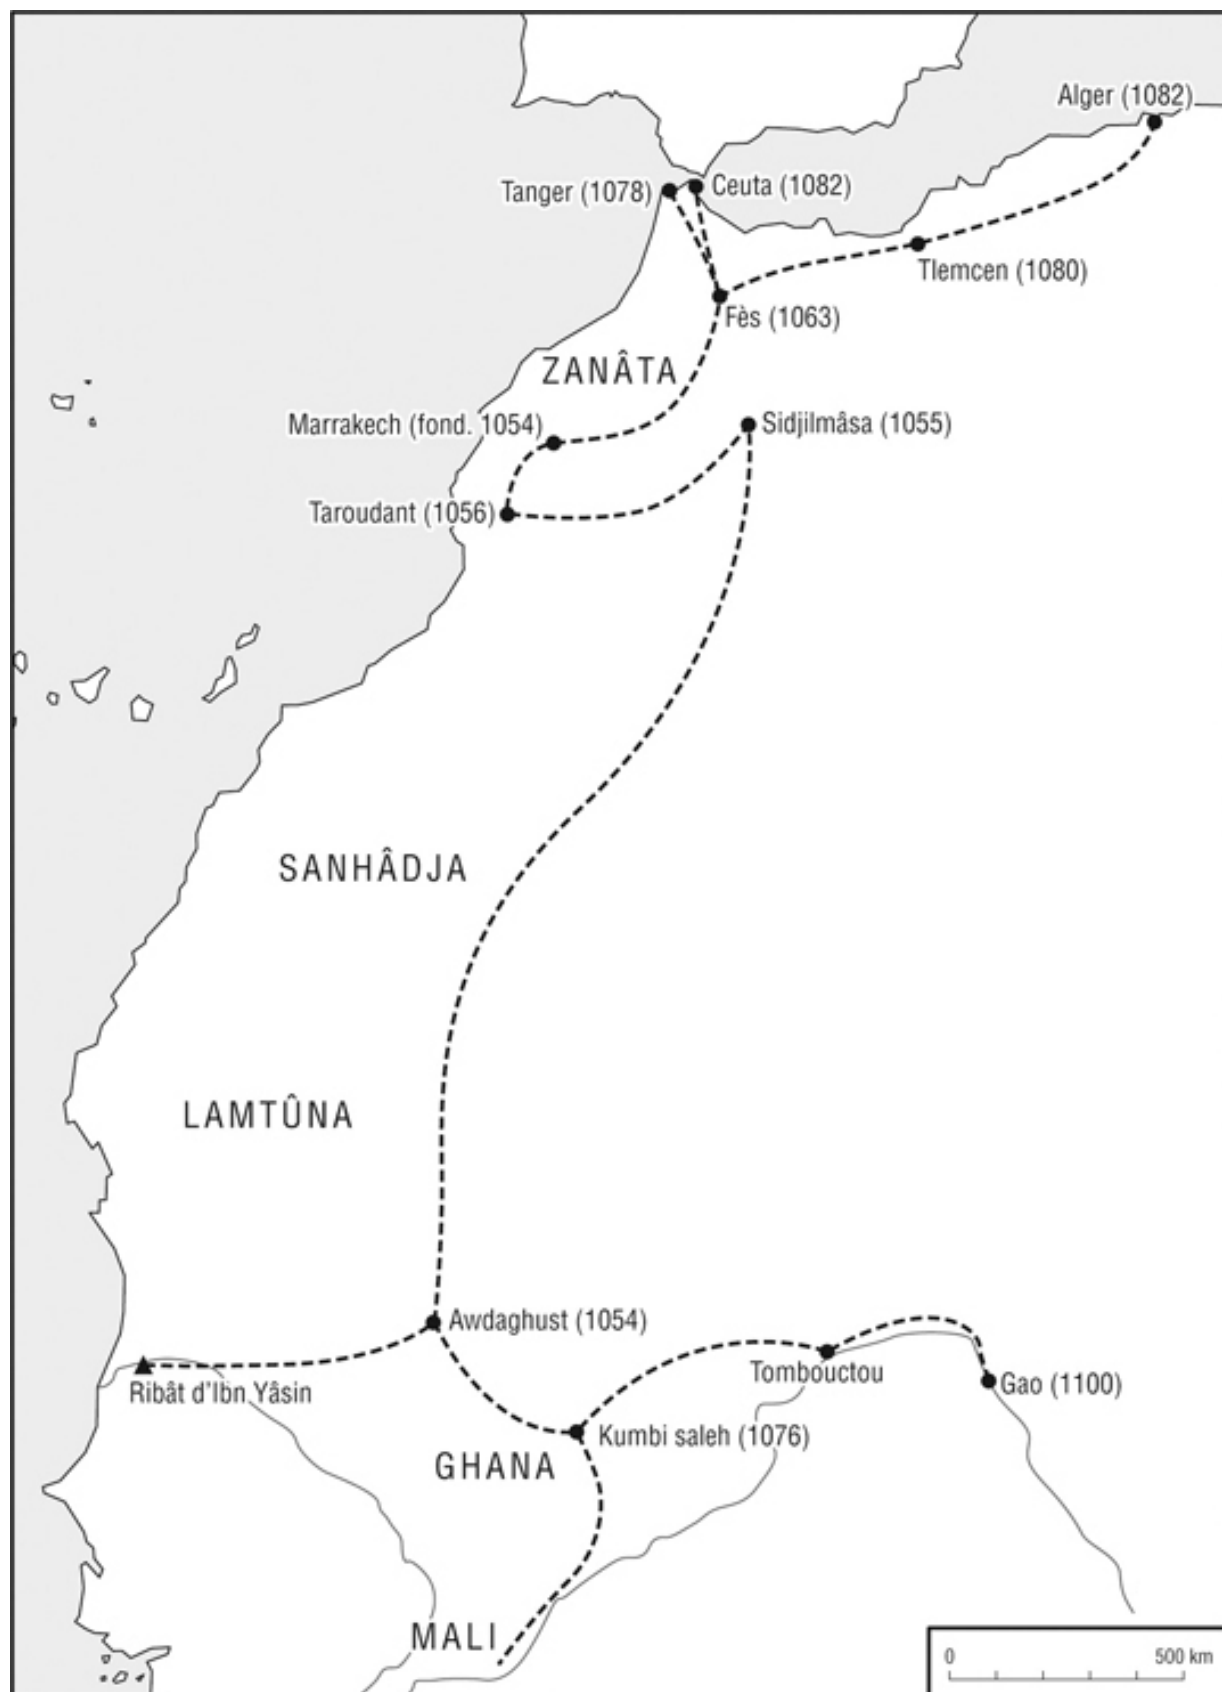 Alger (1082)
Tanger (1078)
Ceuta (1082)
Tlemcen (1080)
Fès (1063)
ZANÂTA
Marrakech (fond. 1054)
Sidjilmâsa (1055)
Taroudant (1056)
SANHÂDJA
LAMTÛNA
Awdaghust (1054)
Ribât d'Ibn Yâsin
Tombouctou
Gao (1100)
Kumbi saleh (1076)
GHANA
MALI
0 500 km